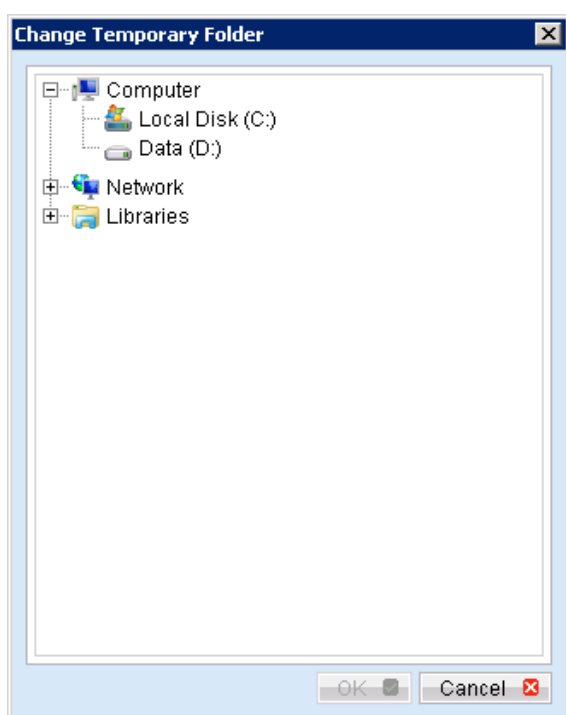 Change Temporary Folder
Computer
Local Disk (C:)
Data (D:)
Network
Libraries
OK Cancel